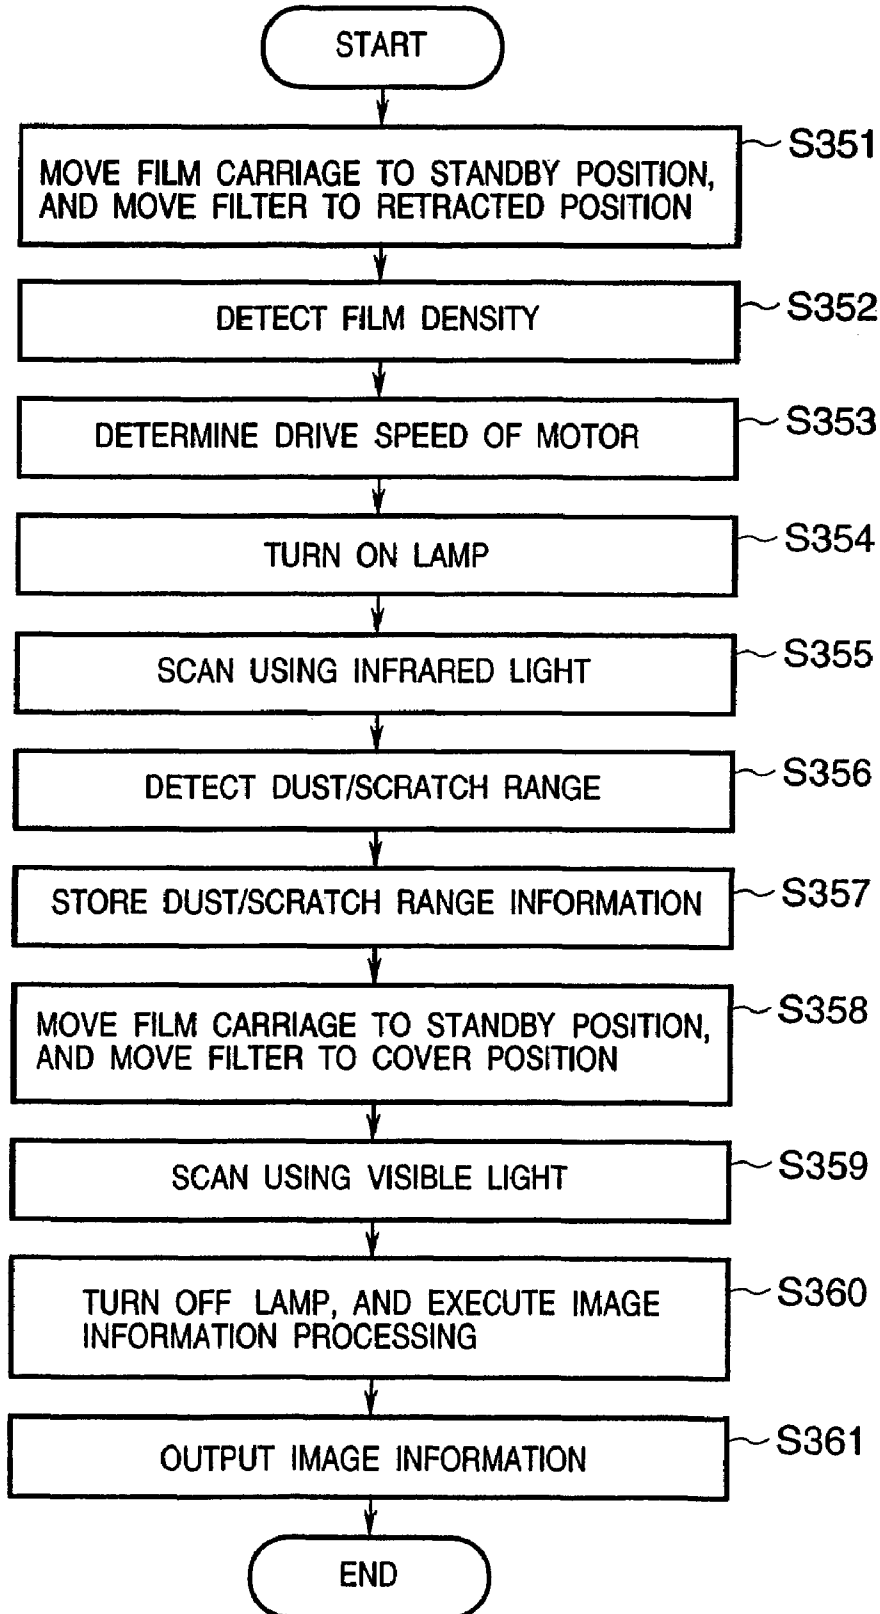 START
S351
MOVE FILM CARRIAGE TO STANDBY POSITION,
AND MOVE FILTER TO RETRACTED POSITION
S352
DETECT FILM DENSITY
S353
DETERMINE DRIVE SPEED OF MOTOR
S354
TURN ON LAMP
S355
SCAN USING INFRARED LIGHT
S356
DETECT DUST/SCRATCH RANGE
S357
STORE DUST/SCRATCH RANGE INFORMATION
S358
MOVE FILM CARRIAGE TO STANDBY POSITION,
AND MOVE FILTER TO COVER POSITION
S359
SCAN USING VISIBLE LIGHT
S360
TURN OFF LAMP, AND EXECUTE IMAGE
INFORMATION PROCESSING
S361
OUTPUT IMAGE INFORMATION
END